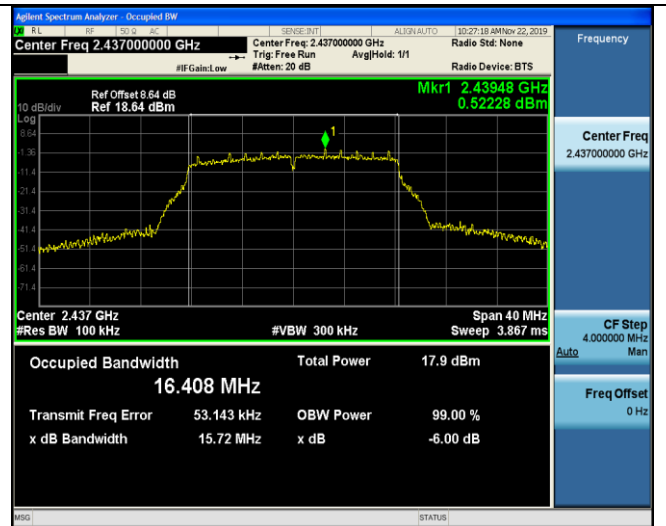 Agilent Spectrum Analyzer - Occupied BW
RL RF 50 Ω AC SENSE:INT ALIGN AUTO 10:27:18 AM Nov 22, 2019
Center Freq 2.437000000 GHz Center Freq: 2.437000000 GHz Radio Std: None Frequency
Trig: Free Run Avg|Hold: 1/1
#IFGain:Low #Atten: 20 dB Radio Device: BTS
Mkr1 2.43948 GHz
0.52228 dBm
Ref Offset 8.64 dB
10 dB/div Ref 18.64 dBm
Log
8.64
-1.36
-11.4
-21.4
-31.4
-41.4
-51.4
-61.4
-71.4
1
Center Freq
2.437000000 GHz
Center 2.437 GHz Span 40 MHz
#Res BW 100 kHz #VBW 300 kHz Sweep 3.867 ms
CF Step
4.000000 MHz
Auto Man
Occupied Bandwidth Total Power 17.9 dBm
16.408 MHz
Freq Offset
0 Hz
Transmit Freq Error 53.143 kHz OBW Power 99.00 %
x dB Bandwidth 15.72 MHz x dB -6.00 dB
MSG STATUS